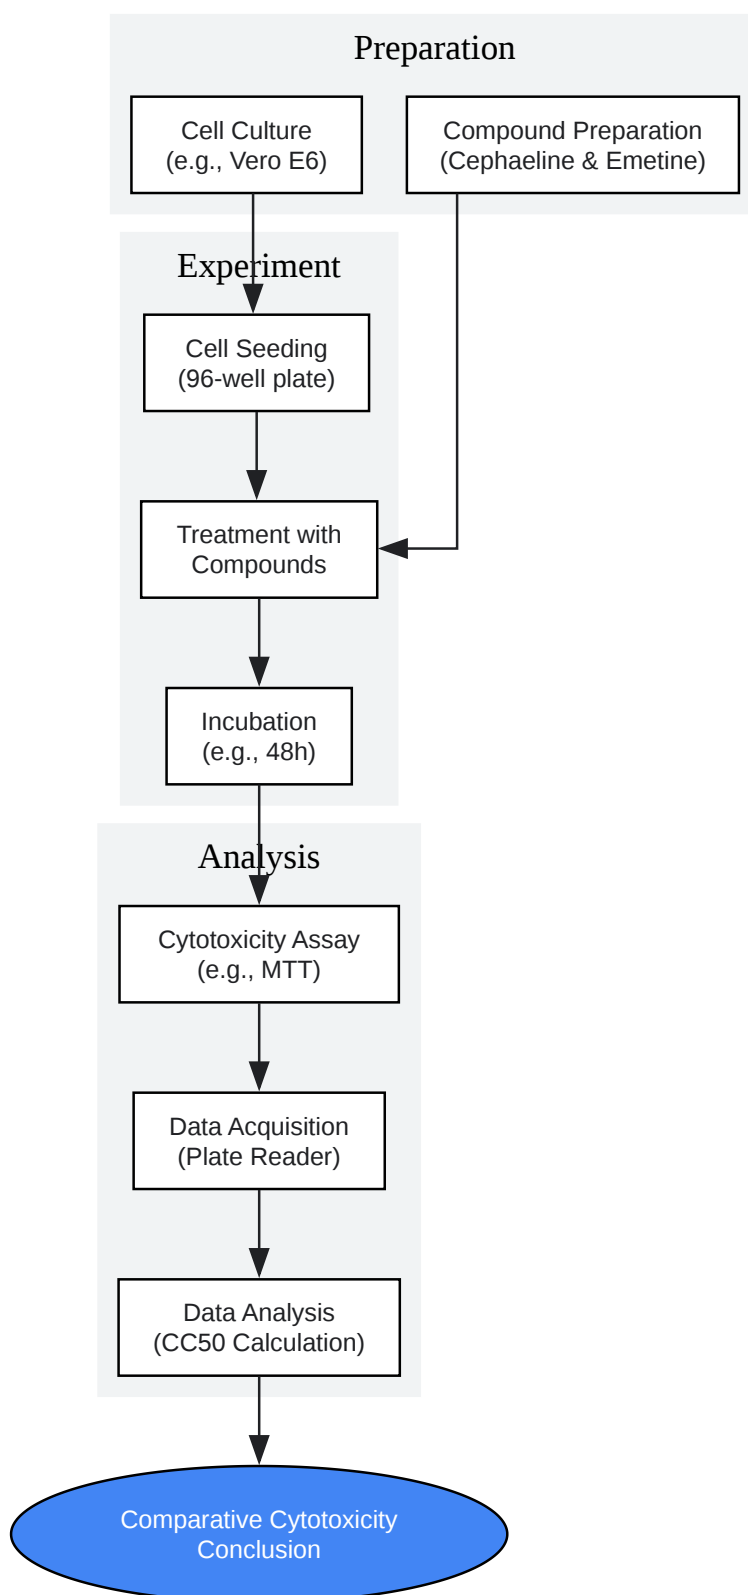 Preparation
Cell Culture
(e.g., Vero E6)
Compound Preparation
(Cephaeline & Emetine)
Experiment
Cell Seeding
(96-well plate)
Treatment with
Compounds
Incubation
(e.g., 48h)
Analysis
Cytotoxicity Assay
(e.g., MTT)
Data Acquisition
(Plate Reader)
Data Analysis
(CC50 Calculation)
Comparative Cytotoxicity
Conclusion